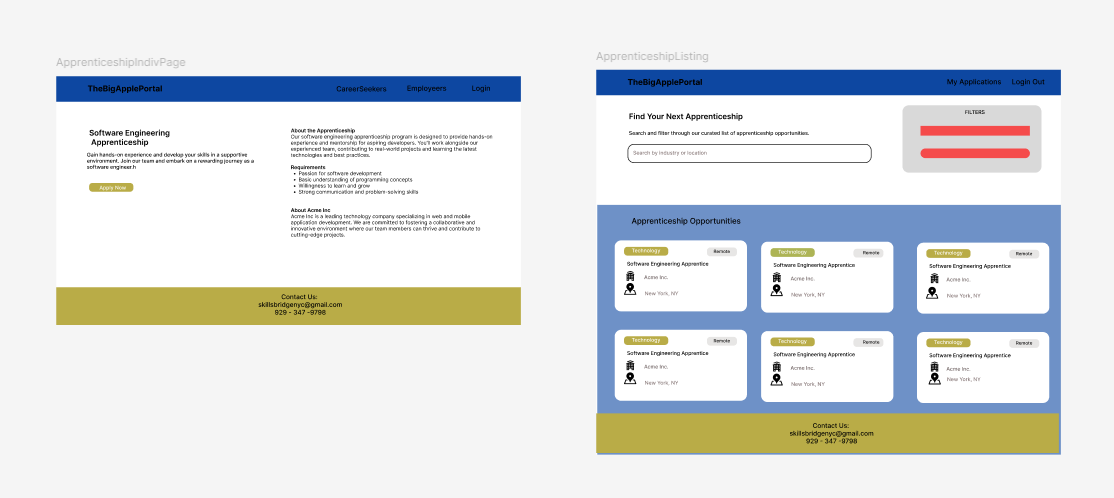 ApprenticeshipIndivPage
TheBigApplePortal
CareerSeekers
Employeers
Login
Software Engineering
Apprenticeship
Gain hands-on experience and develop your skills in a supportive
environment. Join our team and embark on a rewarding journey as a
software engineer.h
Apply Now
About the Apprenticeship
Our software engineering apprenticeship program is designed to provide hands-on
experience and mentorship for aspiring developers. You'll work alongside our
experienced team, contributing to real-world projects and learning the latest
technologies and best practices.
Requirements
• Passion for software development
• Basic understanding of programming concepts
• Willingness to learn and grow
• Strong communication and problem-solving skills
About Acme Inc
Acme Inc is a leading technology company specializing in web and mobile
application development. We are committed to fostering a collaborative and
innovative environment where our team members can thrive and contribute to
cutting-edge projects.
Contact Us:
skillsbridgenyc@gmail.com
929 - 347 -9798
ApprenticeshipListing
TheBigApplePortal
My Applications
Login Out
Find Your Next Apprenticeship
Search and filter through our curated list of apprenticeship opportunities.
Search by industry or location
FILTERS
Apprenticeship Opportunities
Technology
Remote
Software Engineering Apprentice
Acme Inc.
New York, NY
Technology
Remote
Software Engineering Apprentice
Acme Inc.
New York, NY
Technology
Remote
Software Engineering Apprentice
Acme Inc.
New York, NY
Technology
Remote
Software Engineering Apprentice
Acme Inc.
New York, NY
Technology
Remote
Software Engineering Apprentice
Acme Inc.
New York, NY
Technology
Remote
Software Engineering Apprentice
Acme Inc.
New York, NY
Contact Us:
skillsbridgenyc@gmail.com
929 - 347 -9798